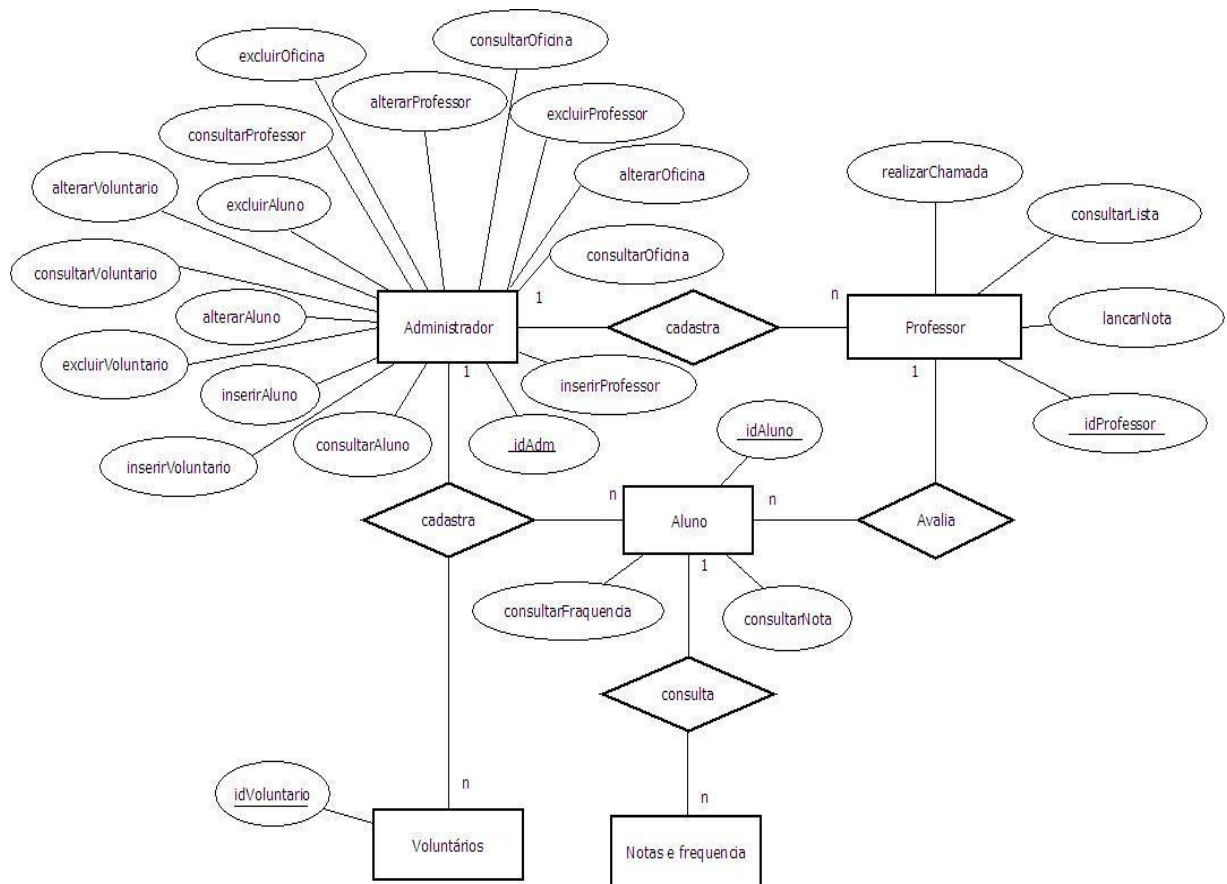 consultarOficina
excluirOficina
alterarProfessor
excluirProfessor
consultarProfessor
realizarChamada
alterarVoluntario
alterarOficina
excluirAluno
consultarLista
consultarOficina
consultarVoluntario
1
n
alterarAluno
Administrador
cadastra
Professor
lancarNota
excluirVoluntario
1
1
inserirProfessor
inserirAluno
idAluno
idProfessor
consultarAluno
idAdm
inserirVoluntario
n
n
cadastra
Aluno
Avalia
1
consultarFraquencia
consultarNota
consulta
n
idVoluntario
n
Voluntários
Notas e frequencia